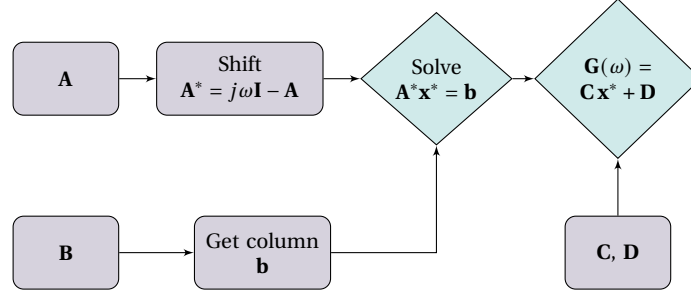 A
Shift
A* = jωI − A
Solve
A*x* = b
G(ω) =
Cx* + D
B
Get column
b
C, D